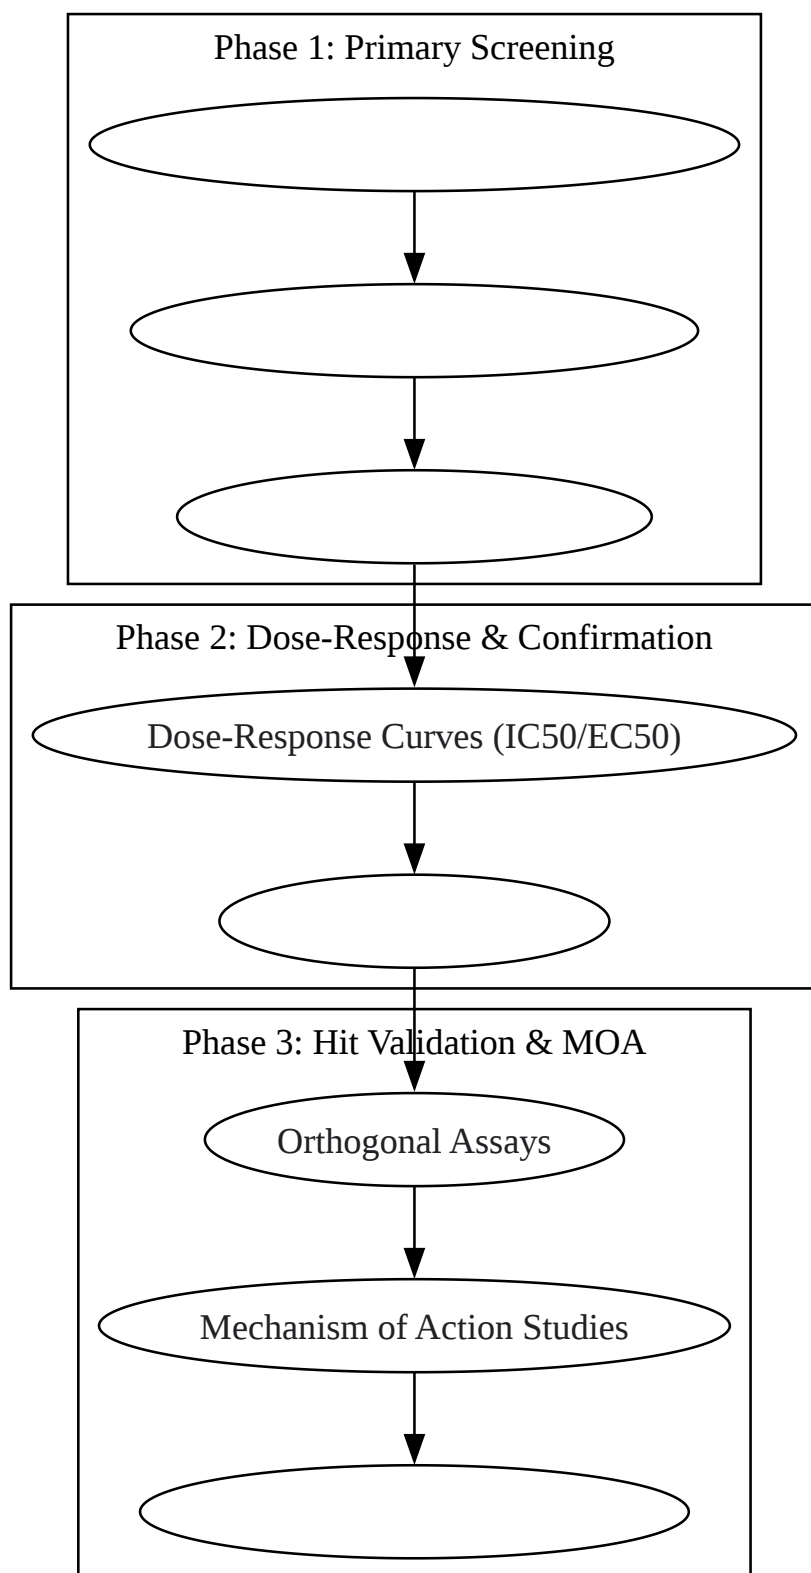 Phase 1: Primary Screening
Phase 2: Dose-Response & Confirmation
Dose-Response Curves (IC50/EC50)
Phase 3: Hit Validation & MOA
Orthogonal Assays
Mechanism of Action Studies